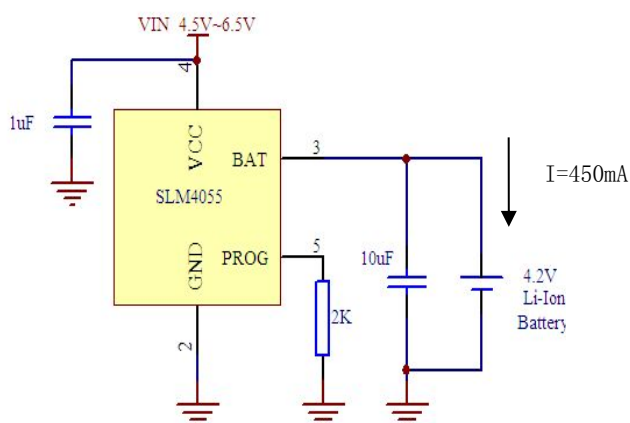 VIN 4.5V~6.5V
4
1uF
VCC
BAT
3
I=450mA
SLM4055
GND
PROG
5
10uF
4.2V
Li-Ion
Battery
2K
2